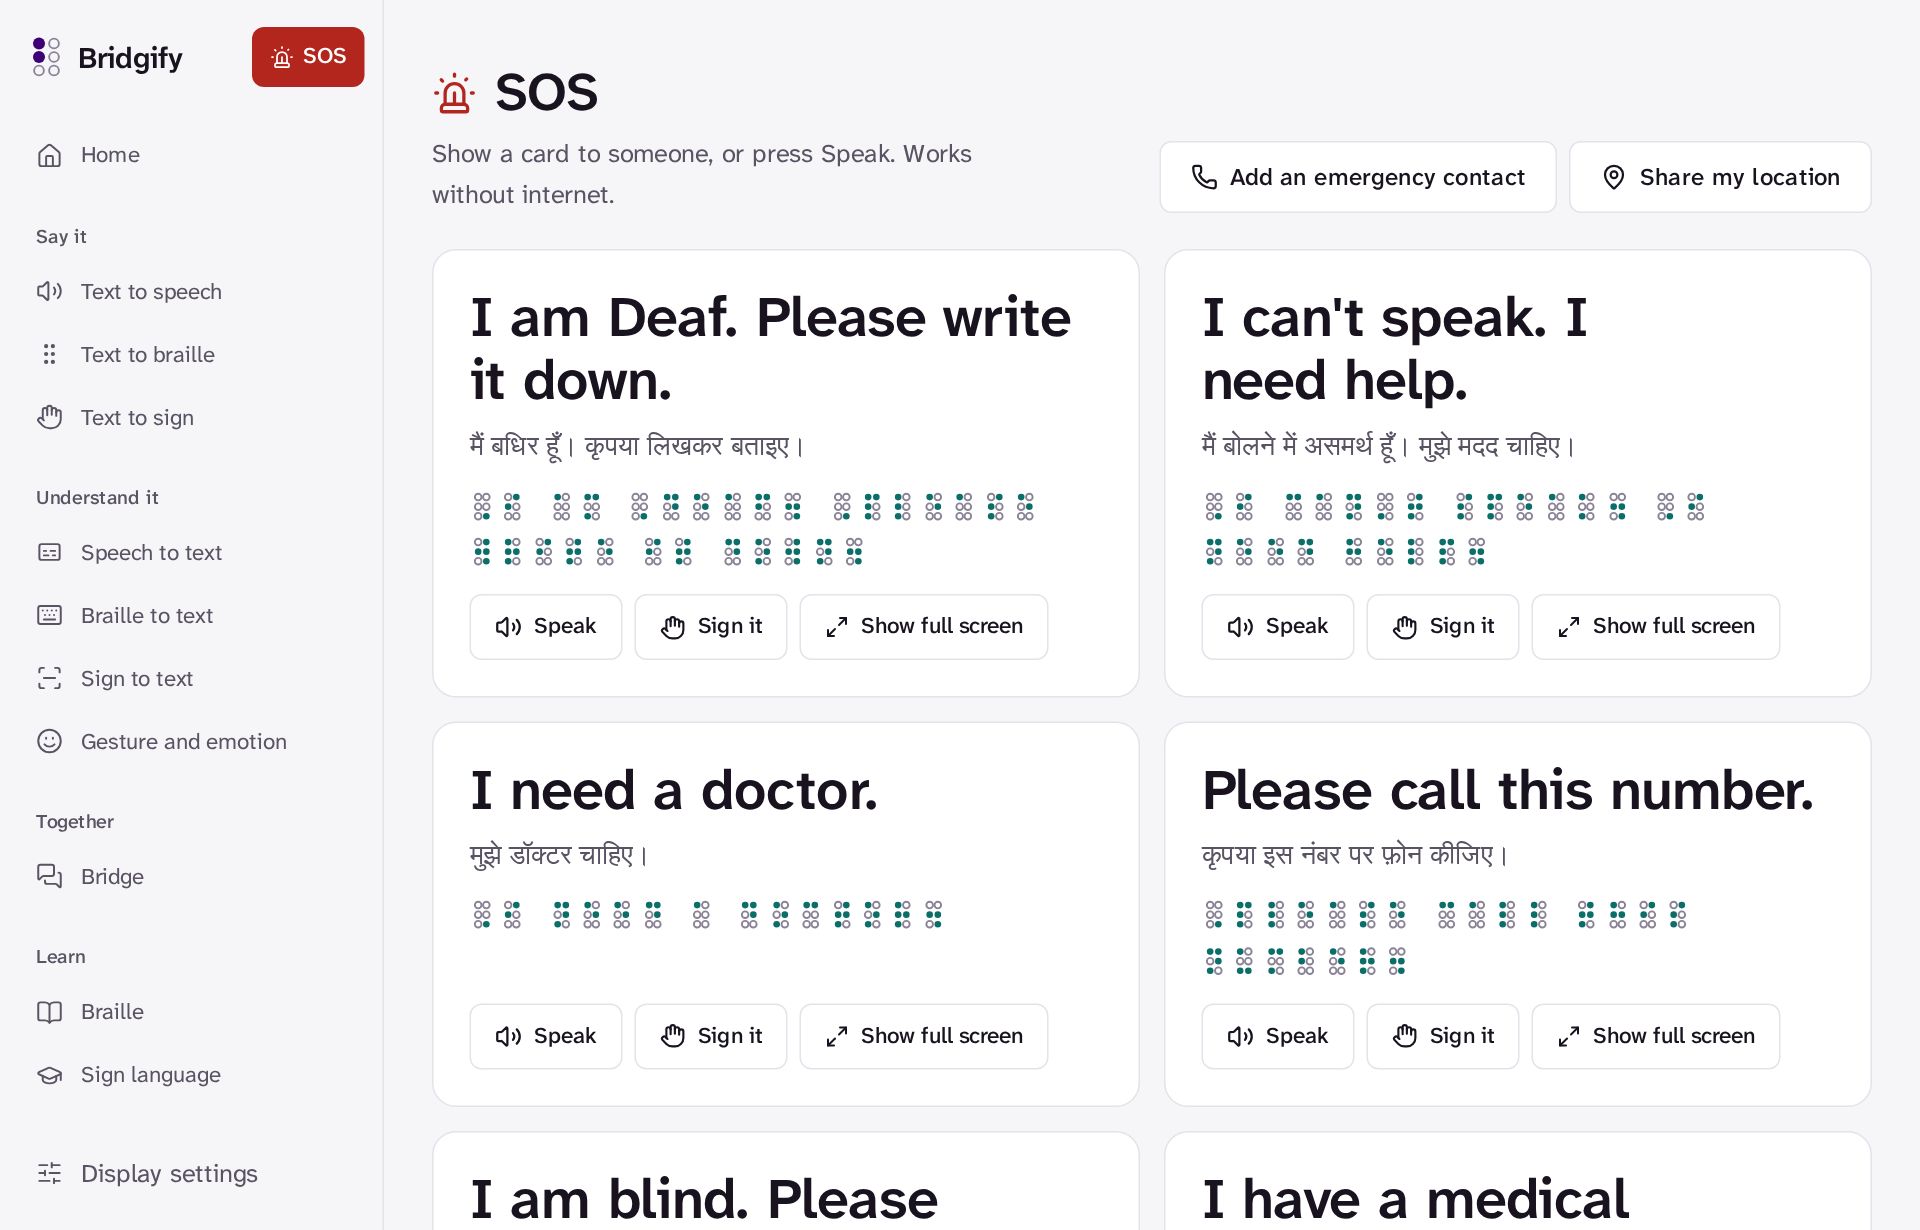 Bridgify
SOS
Home
Say it
Text to speech
Text to braille
Text to sign
Understand it
Speech to text
Braille to text
Sign to text
Gesture and emotion
Together
Bridge
Learn
Braille
Sign language
Display settings
SOS
Show a card to someone, or press Speak. Works
without internet.
Add an emergency contact
Share my location
I am Deaf. Please write
it down.
मैं बधिर हूँ। कृपया लिखकर बताइए।
⠠⠊ ⠁⠍ ⠠⠙⠑⠁⠋⠲ ⠠⠏⠇⠑⠁⠎⠑
⠺⠗⠊⠞⠑ ⠊⠞ ⠙⠕⠺⠝⠲
Speak
Sign it
Show full screen
I can't speak. I
need help.
मैं बोलने में असमर्थ हूँ। मुझे मदद चाहिए।
⠠⠊ ⠉⠁⠝⠄⠞ ⠎⠏⠑⠁⠅⠲ ⠠⠊
⠝⠑⠑⠙ ⠓⠑⠇⠏⠲
Speak
Sign it
Show full screen
I need a doctor.
मुझे डॉक्टर चाहिए।
⠠⠊ ⠝⠑⠑⠙ ⠁ ⠙⠕⠉⠞⠕⠗⠲
Speak
Sign it
Show full screen
Please call this number.
कृपया इस नंबर पर फ़ोन कीजिए।
⠠⠏⠇⠑⠁⠎⠑ ⠉⠁⠇⠇ ⠞⠓⠊⠎
⠝⠥⠍⠃⠑⠗⠲
Speak
Sign it
Show full screen
I am blind. Please
I have a medical